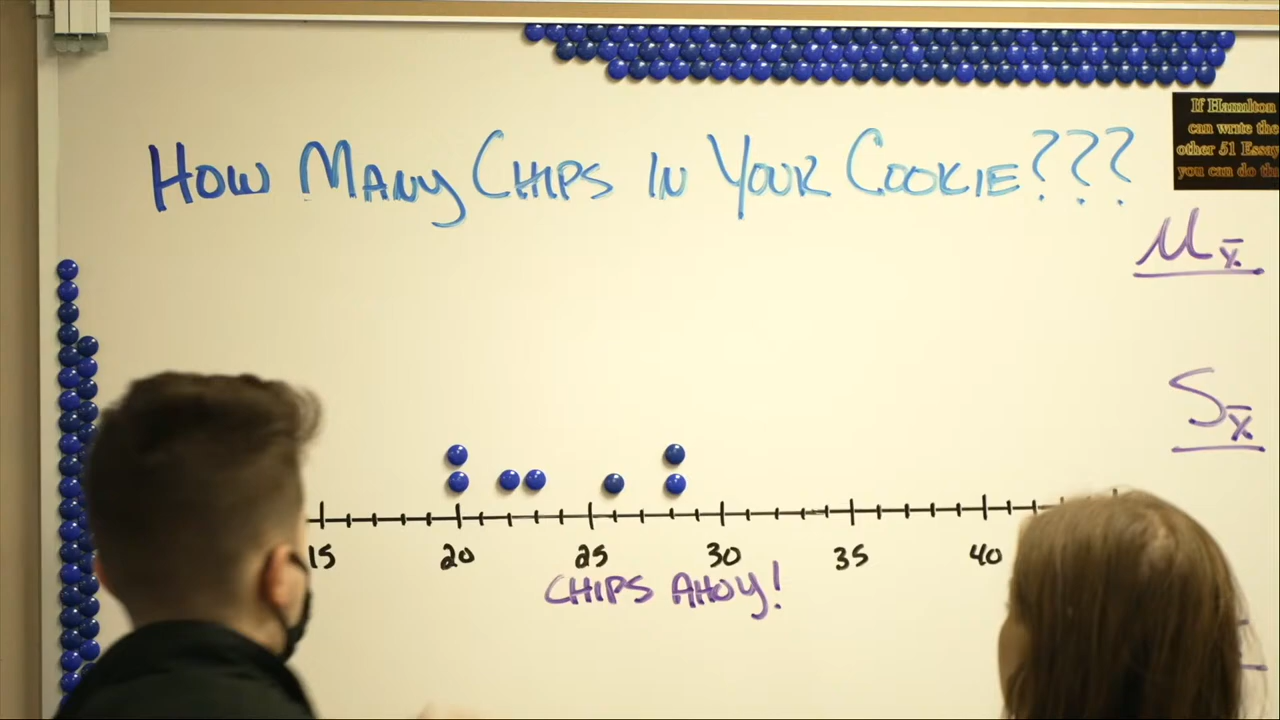 HOW MANY CHIPS IN YOUR COOKIE???
If Hamilton
can write the
other 51 Essay
you can do
μx̄
Sx̄
15 20 25 30 35 40
CHIPS AHOY!